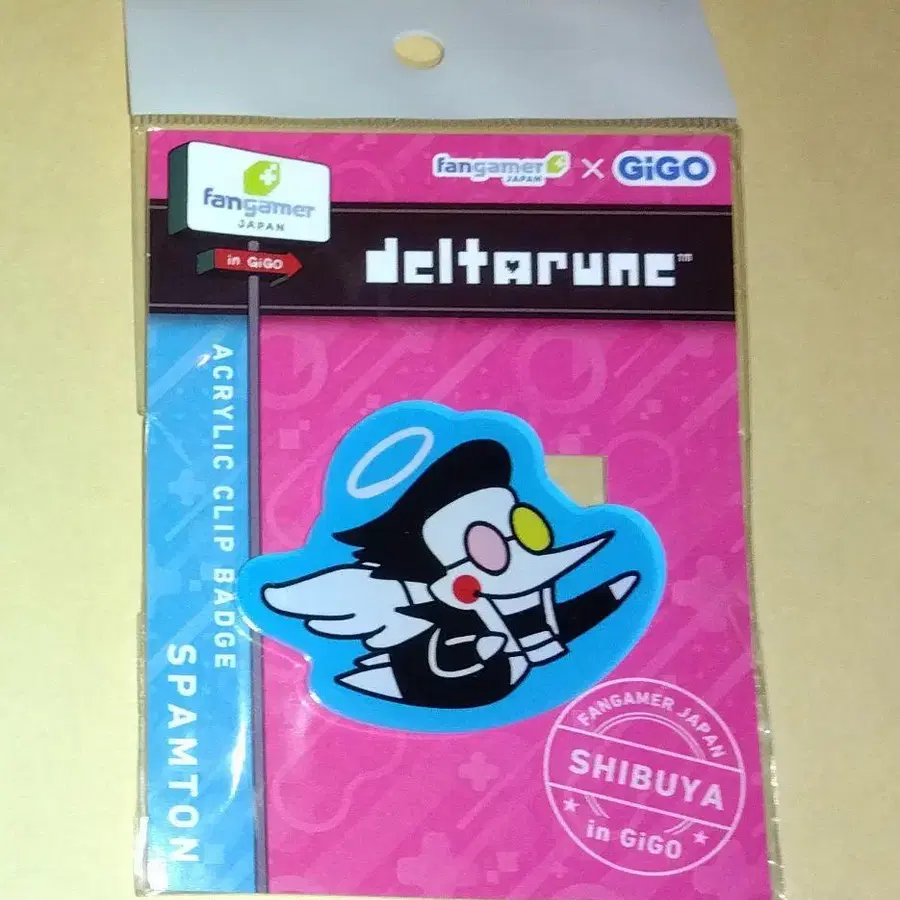 fangamer JAPAN × GiGO
fangamer
JAPAN
in GiGO
deltarune™
ACRYLIC CLIP BADGE
SPAMTON
FANGAMER JAPAN
SHIBUYA
in GiGO